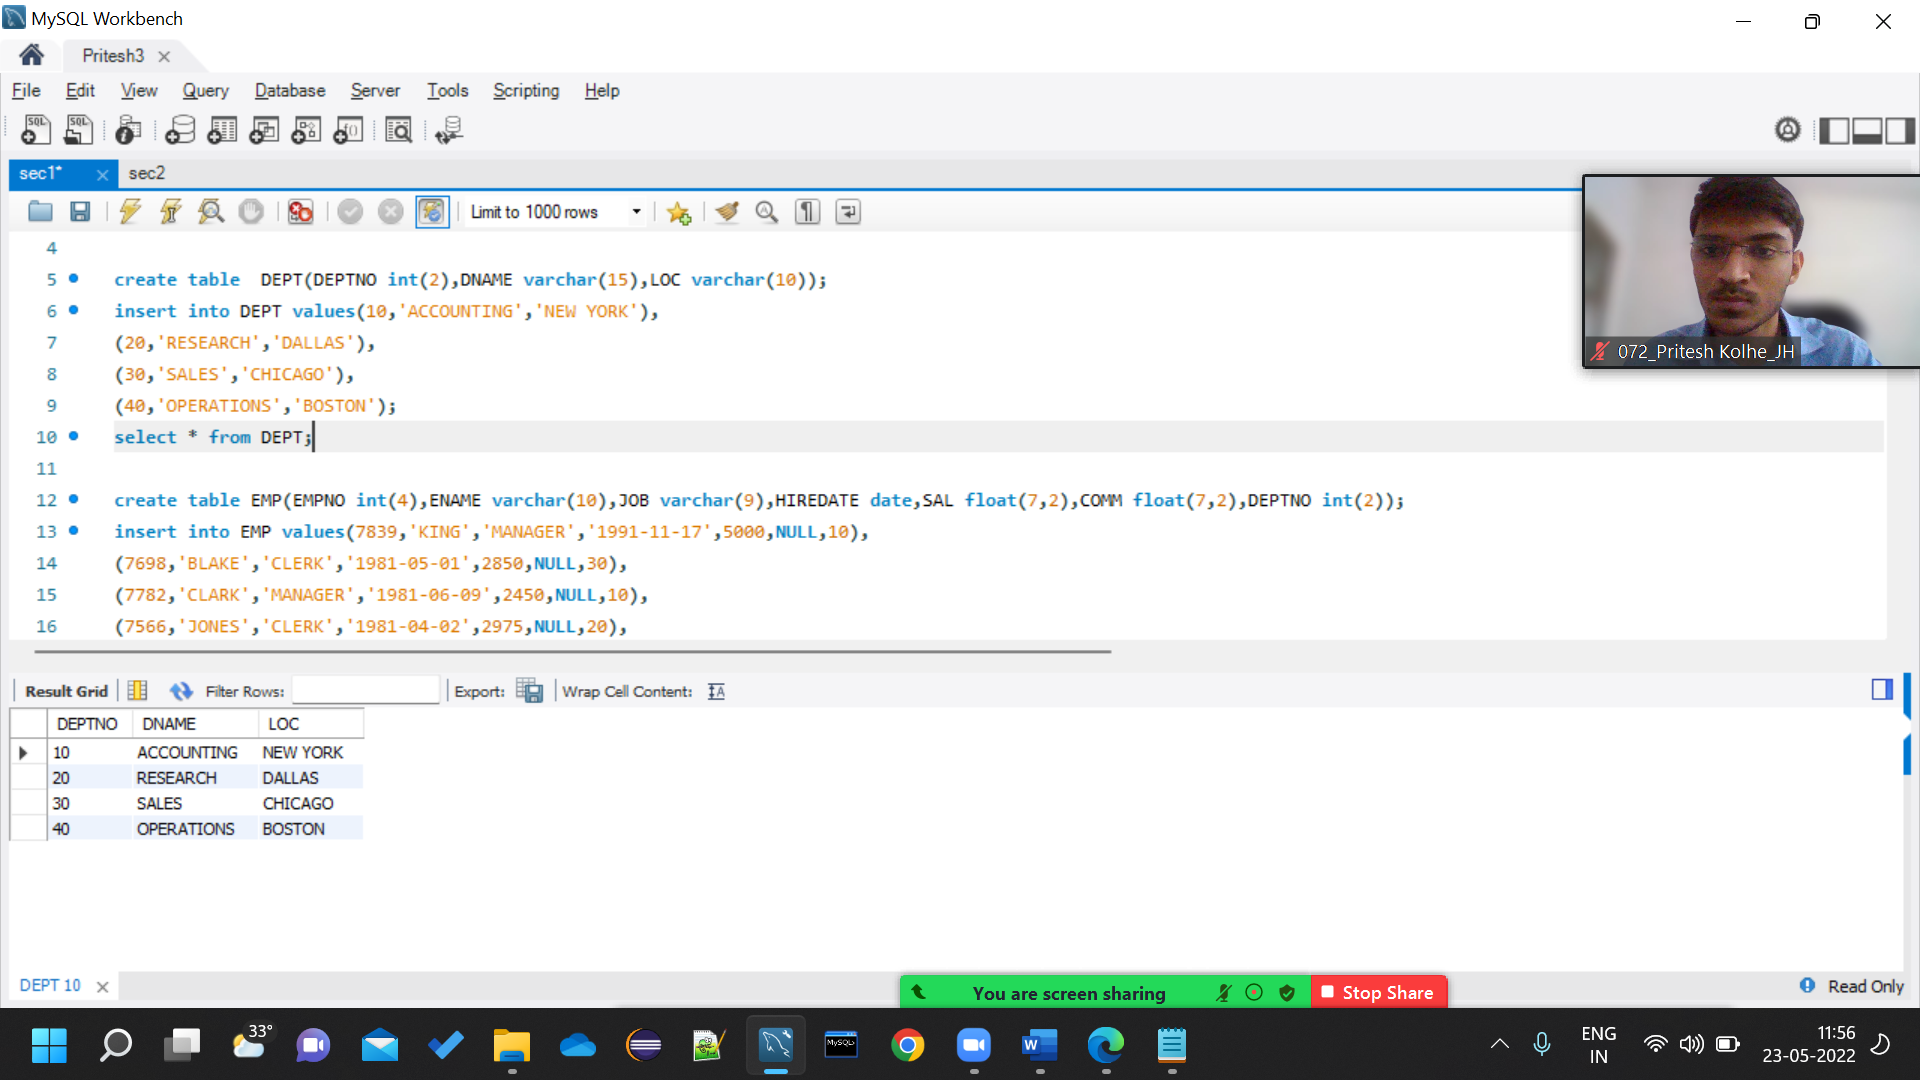 MySQL Workbench
Pritesh3
File Edit View Query Database Server Tools Scripting Help
sec1* sec2
Limit to 1000 rows
4
5 create table  DEPT(DEPTNO int(2),DNAME varchar(15),LOC varchar(10));
6 insert into DEPT values(10,'ACCOUNTING','NEW YORK'),
7 (20,'RESEARCH','DALLAS'),
8 (30,'SALES','CHICAGO'),
9 (40,'OPERATIONS','BOSTON');
10 select * from DEPT;
11
12 create table EMP(EMPNO int(4),ENAME varchar(10),JOB varchar(9),HIREDATE date,SAL float(7,2),COMM float(7,2),DEPTNO int(2));
13 insert into EMP values(7839,'KING','MANAGER','1991-11-17',5000,NULL,10),
14 (7698,'BLAKE','CLERK','1981-05-01',2850,NULL,30),
15 (7782,'CLARK','MANAGER','1981-06-09',2450,NULL,10),
16 (7566,'JONES','CLERK','1981-04-02',2975,NULL,20),
072_Pritesh Kolhe_JH
Result Grid Filter Rows: Export: Wrap Cell Content:
DEPTNO DNAME LOC
10 ACCOUNTING NEW YORK
20 RESEARCH DALLAS
30 SALES CHICAGO
40 OPERATIONS BOSTON
DEPT 10
You are screen sharing Stop Share
Read Only
33°
ENG
IN
11:56
23-05-2022